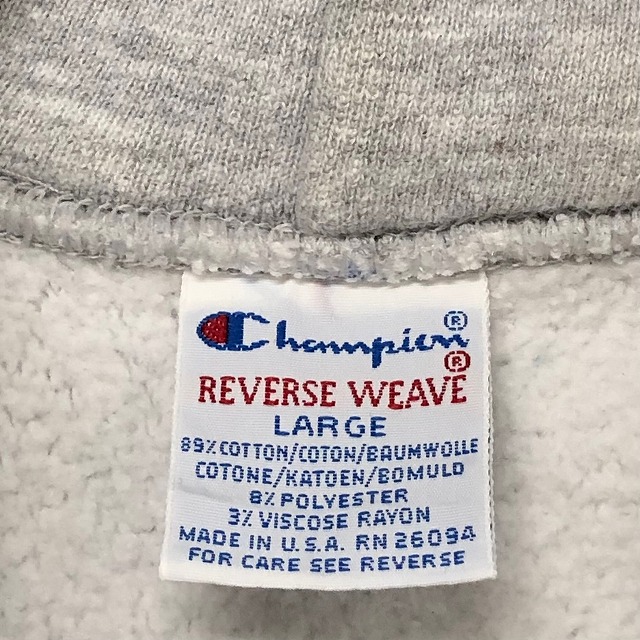 Champion®
REVERSE WEAVE®
LARGE
89% COTTON/COTON/BAUMWOLLE
COTONE/KATOEN/BOMULD
8% POLYESTER
3% VISCOSE RAYON
MADE IN U.S.A. RN 26094
FOR CARE SEE REVERSE